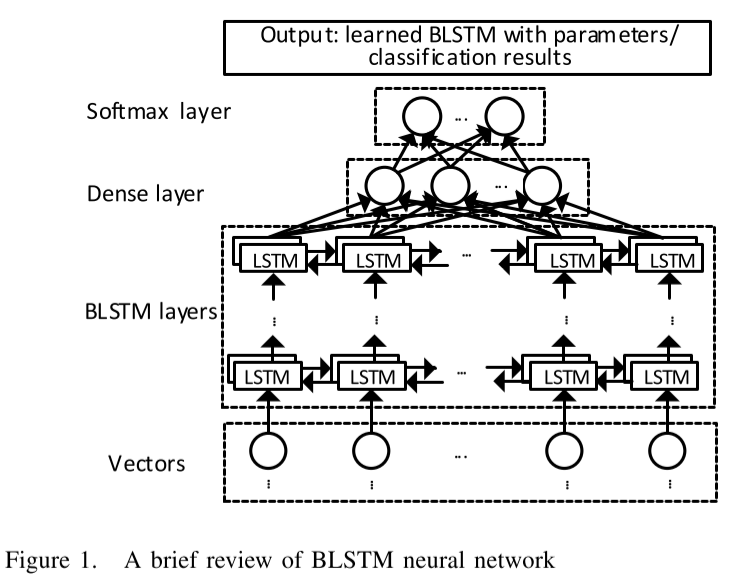 Output: learned BLSTM with parameters/
classification results
Softmax layer
...
Dense layer
...
LSTM LSTM ... LSTM LSTM
BLSTM layers
... ... ... ...
LSTM LSTM ... LSTM LSTM
Vectors
...
... ... ... ...
Figure 1. A brief review of BLSTM neural network